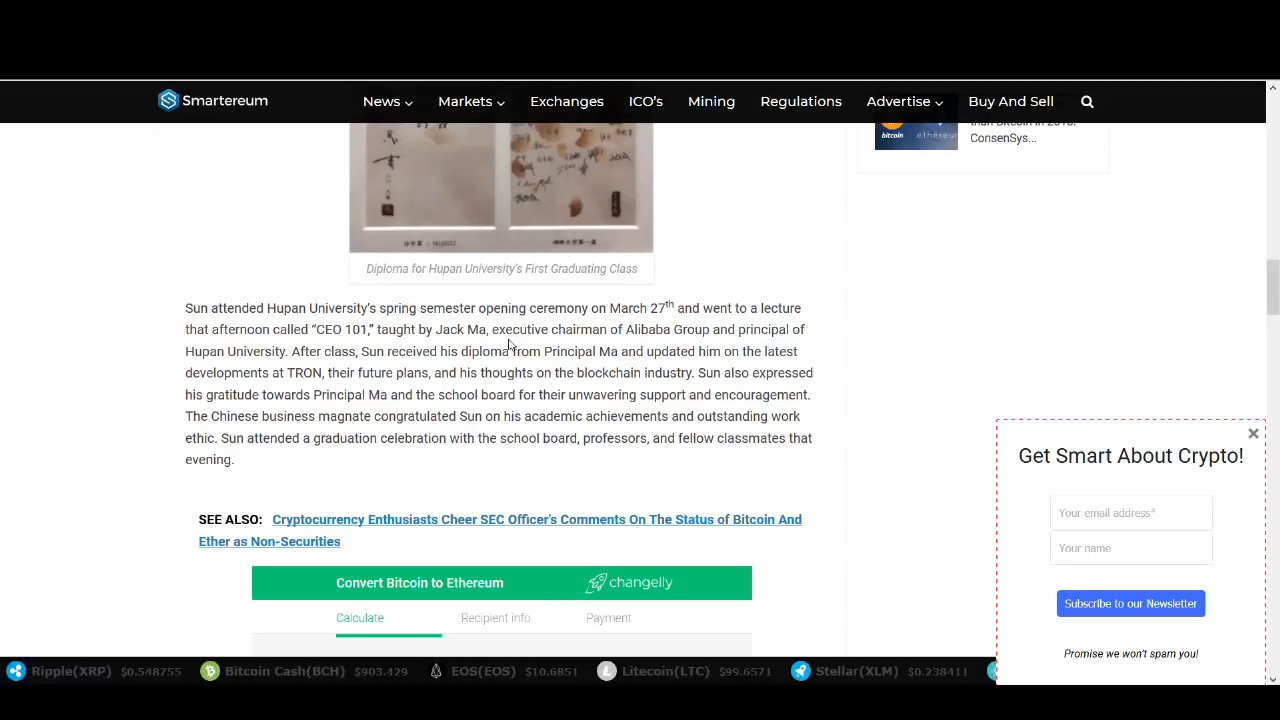 Smartereum
News
Markets
Exchanges
ICO's
Mining
Regulations
Advertise
Buy And Sell
than Bitcoin in 2018:
ConsenSys...
bitcoin
Diploma for Hupan University's First Graduating Class
Sun attended Hupan University's spring semester opening ceremony on March 27th and went to a lecture
that afternoon called “CEO 101,” taught by Jack Ma, executive chairman of Alibaba Group and principal of
Hupan University. After class, Sun received his diploma from Principal Ma and updated him on the latest
developments at TRON, their future plans, and his thoughts on the blockchain industry. Sun also expressed
his gratitude towards Principal Ma and the school board for their unwavering support and encouragement.
The Chinese business magnate congratulated Sun on his academic achievements and outstanding work
ethic. Sun attended a graduation celebration with the school board, professors, and fellow classmates that
evening.
SEE ALSO: Cryptocurrency Enthusiasts Cheer SEC Officer's Comments On The Status of Bitcoin And
Ether as Non-Securities
Convert Bitcoin to Ethereum
changelly
Calculate
Recipient info
Payment
Get Smart About Crypto!
Your email address*
Your name
Subscribe to our Newsletter
Promise we won't spam you!
Ripple(XRP) $0.548755
Bitcoin Cash(BCH) $903.429
EOS(EOS) $10.6851
Litecoin(LTC) $99.6571
Stellar(XLM) $0.238411